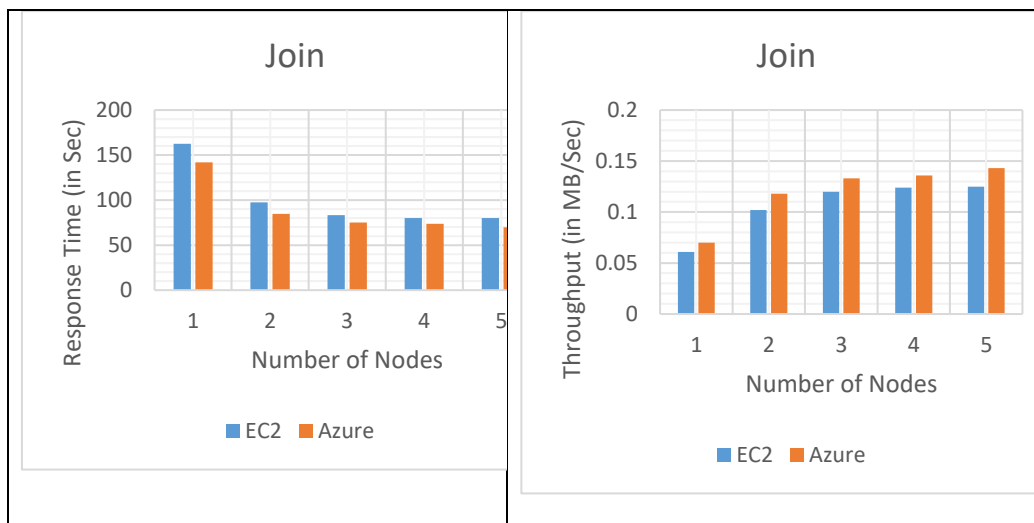 Join
200
150
100
50
0
Response Time (in Sec)
1 2 3 4 5
Number of Nodes
EC2 Azure
Join
0.2
0.15
0.1
0.05
0
Throughput (in MB/Sec)
1 2 3 4 5
Number of Nodes
EC2 Azure